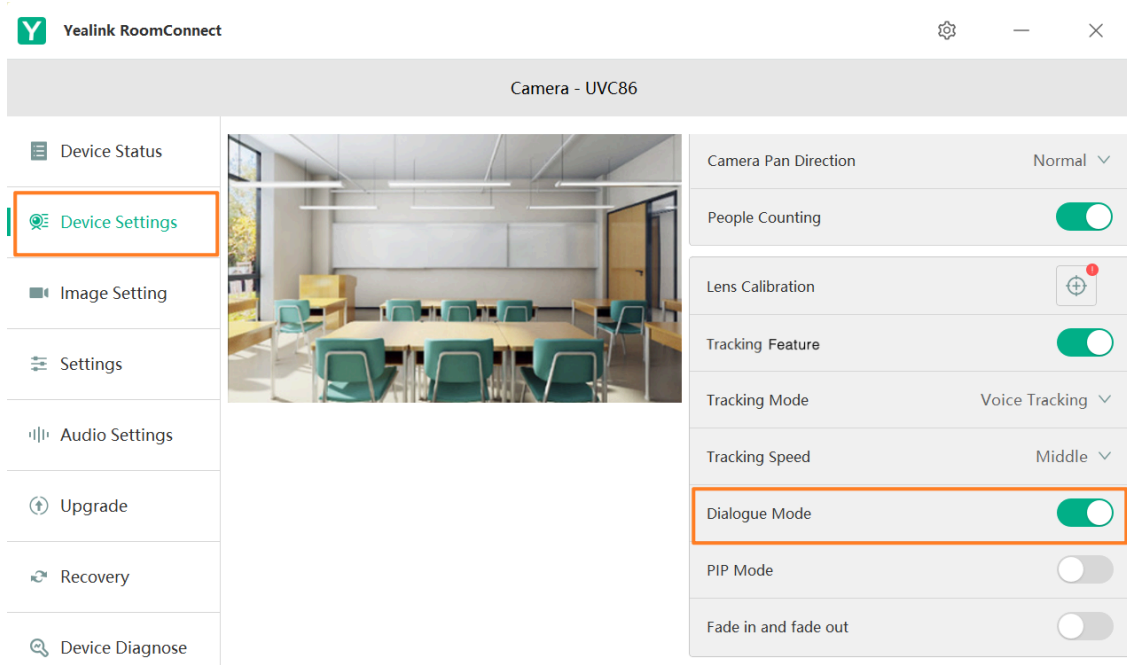 Y Yealink RoomConnect
Camera - UVC86
Device Status
Device Settings
Image Setting
Settings
Audio Settings
Upgrade
Recovery
Device Diagnose
Camera Pan Direction Normal
People Counting
Lens Calibration !
Tracking Feature
Tracking Mode Voice Tracking
Tracking Speed Middle
Dialogue Mode
PIP Mode
Fade in and fade out